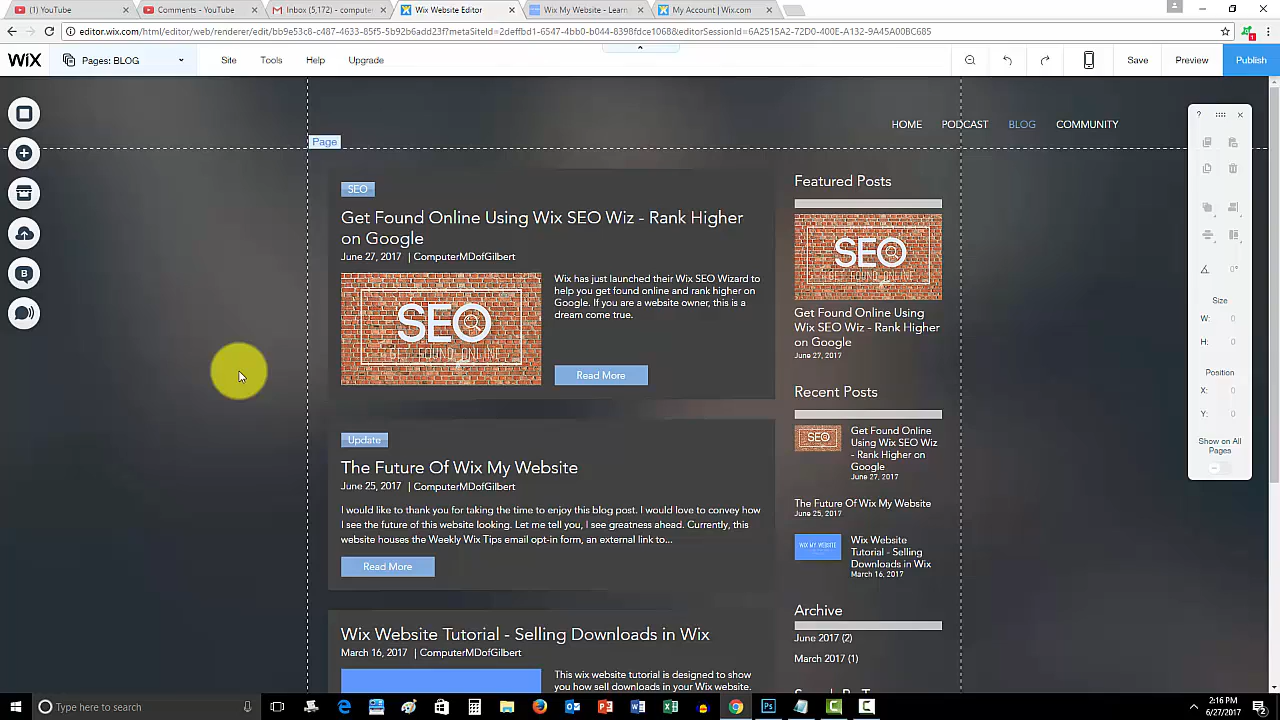 (1) YouTube
Comments - YouTube
Inbox (5,172) - computer
Wix Website Editor
Wix My Website - Learn
My Account | Wix.com
editor.wix.com/html/editor/web/renderer/edit/bb9e53c8-c487-4633-85f5-5b92b6add23f?metaSiteId=2deffbd1-6547-4bb0-b044-8398fdce1068&editorSessionId=6A2515A2-72D0-400E-A132-9A45A00BC685
WiX
Pages: BLOG
Site
Tools
Help
Upgrade
Save
Preview
Publish
HOME
PODCAST
BLOG
COMMUNITY
Page
SEO
Get Found Online Using Wix SEO Wiz - Rank Higher
on Google
June 27, 2017 | ComputerMDofGilbert
SEO
GET FOUND ONLINE
Wix has just launched their Wix SEO Wizard to
help you get found online and rank higher on
Google. If you are a website owner, this is a
dream come true.
Read More
Update
The Future Of Wix My Website
June 25, 2017 | ComputerMDofGilbert
I would like to thank you for taking the time to enjoy this blog post. I would love to convey how
I see the future of this website looking. Let me tell you, I see greatness ahead. Currently, this
website houses the Weekly Wix Tips email opt-in form, an external link to...
Read More
Wix Website Tutorial - Selling Downloads in Wix
March 16, 2017 | ComputerMDofGilbert
This wix website tutorial is designed to show
you how sell downloads in your Wix website.
Featured Posts
SEO
GET FOUND ONLINE
Get Found Online Using
Wix SEO Wiz - Rank Higher
on Google
June 27, 2017
Recent Posts
SEO
Get Found Online
Using Wix SEO Wiz
- Rank Higher on
Google
June 27, 2017
The Future Of Wix My Website
June 25, 2017
WIX MY WEBSITE
Wix Website
Tutorial - Selling
Downloads in Wix
March 16, 2017
Archive
June 2017 (2)
March 2017 (1)
?
0°
Size
W: 0
H: 0
Position
X: 0
Y: 0
Show on All
Pages
Type here to search
2:16 PM
6/27/2017
2